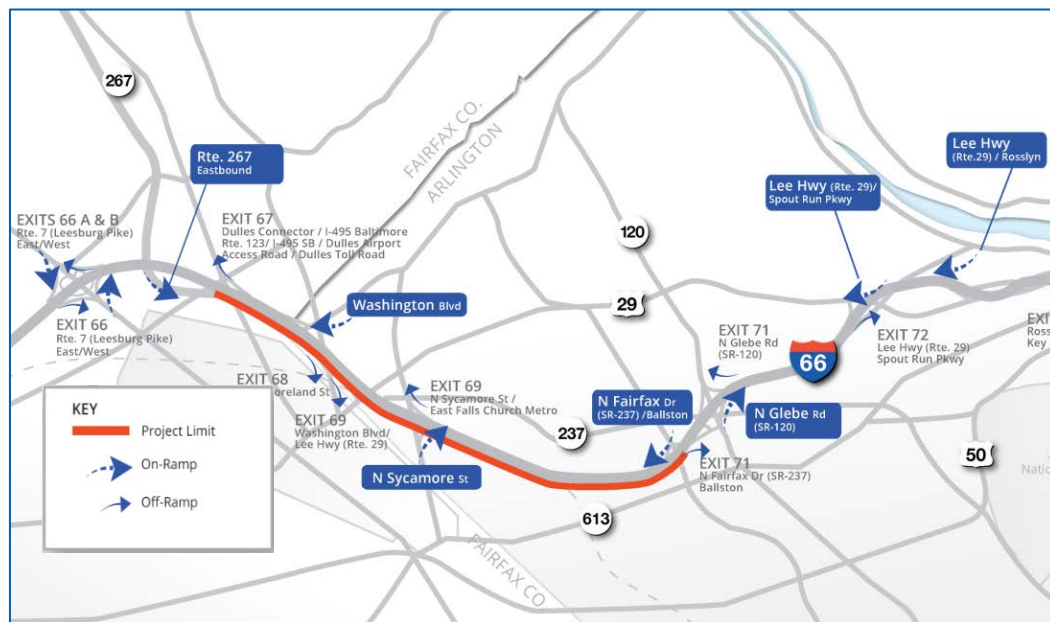 267
FAIRFAX CO.
ARLINGTON
Rte. 267
Eastbound
EXITS 66 A & B
Rte. 7 (Leesburg Pike)
East/West
EXIT 67
Dulles Connector / I-495 Baltimore
Rte. 123/ I-495 SB / Dulles Airport
Access Road / Dulles Toll Road
Lee Hwy
(Rte.29) / Rosslyn
Lee Hwy (Rte. 29)/
Spout Run Pkwy
120
29
Washington Blvd
EXIT 66
Rte. 7 (Leesburg Pike)
East/West
EXIT 71
N Glebe Rd
(SR-120)
EXIT 72
Lee Hwy (Rte. 29)
Spout Run Pkwy
66
EXIT 68
EXIT 69
Washington Blvd/
Lee Hwy (Rte. 29)
EXIT 69
N Sycamore St /
East Falls Church Metro
N Fairfax Dr
(SR-237) /Ballston
N Glebe Rd
(SR-120)
237
50
N Sycamore St
EXIT 71
N Fairfax Dr (SR-237)
Ballston
613
FAIRFAX CO.
KEY
Project Limit
On-Ramp
Off-Ramp